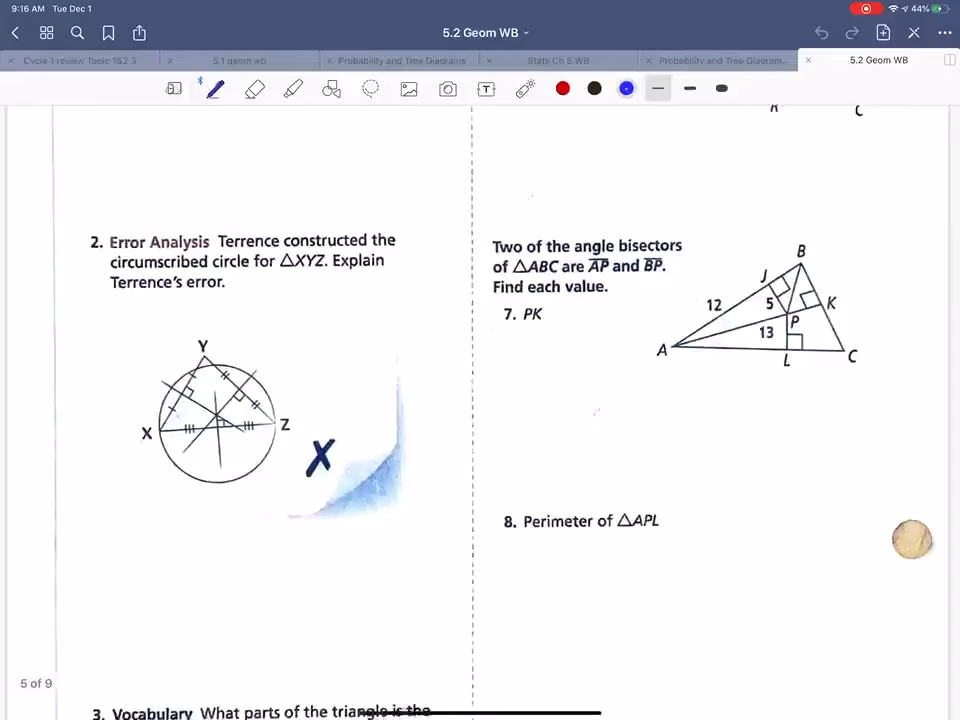 9:16 AM Tue Dec 1
44%
5.2 Geom WB
Cycle 1 review Topic 1&2 3
5.1 geom wb
Probability and Tree Diagrams
Stats Ch 5 WB
Probability and Tree Diagram...
5.2 Geom WB
C
2. Error Analysis Terrence constructed the
circumscribed circle for △XYZ. Explain
Terrence's error.
Y
X
Z
X
3. Vocabulary What parts of the triangle is the
Two of the angle bisectors
of △ABC are AP and BP.
Find each value.
7. PK
B
J
12
5
K
P
13
A
L
C
8. Perimeter of △APL
5 of 9